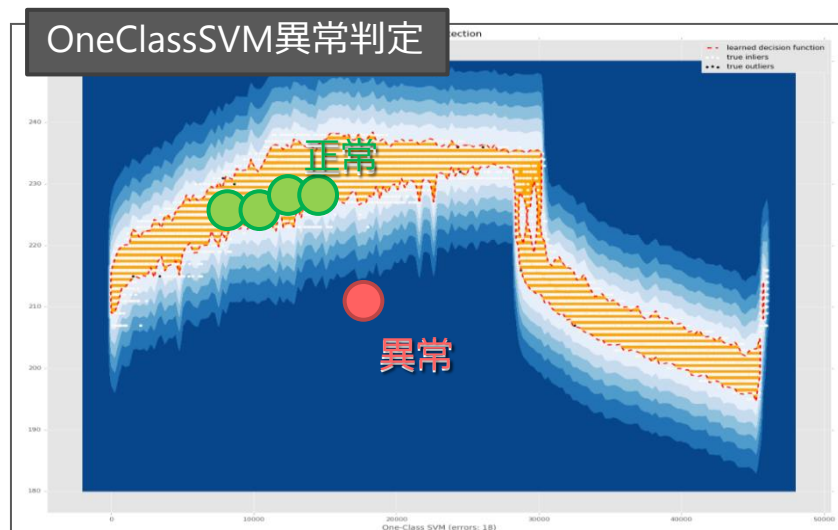 OneClassSVM異常判定
ection
learned decision function
true inliers
true outliers
240
正常
230
220
210
異常
200
190
180
0
10000
20000
30000
40000
50000
One-Class SVM (errors: 18)